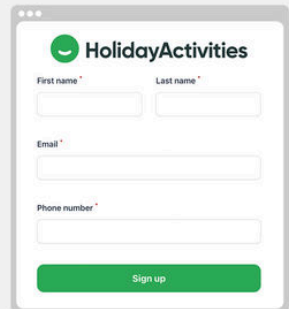 HolidayActivities
First name * Last name *
Email *
Phone number *
Sign up